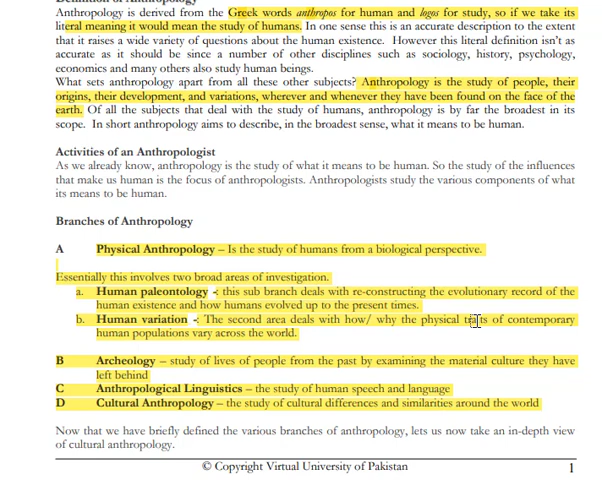 Definition of Anthropology
Anthropology is derived from the Greek words anthropos for human and logos for study, so if we take its
literal meaning it would mean the study of humans. In one sense this is an accurate description to the extent
that it raises a wide variety of questions about the human existence. However this literal definition isn't as
accurate as it should be since a number of other disciplines such as sociology, history, psychology,
economics and many others also study human beings.
What sets anthropology apart from all these other subjects? Anthropology is the study of people, their
origins, their development, and variations, wherever and whenever they have been found on the face of the
earth. Of all the subjects that deal with the study of humans, anthropology is by far the broadest in its
scope. In short anthropology aims to describe, in the broadest sense, what it means to be human.
Activities of an Anthropologist
As we already know, anthropology is the study of what it means to be human. So the study of the influences
that make us human is the focus of anthropologists. Anthropologists study the various components of what
its means to be human.
Branches of Anthropology
A Physical Anthropology – Is the study of humans from a biological perspective.
Essentially this involves two broad areas of investigation.
a. Human paleontology -: this sub branch deals with re-constructing the evolutionary record of the
human existence and how humans evolved up to the present times.
b. Human variation -: The second area deals with how/ why the physical traits of contemporary
human populations vary across the world.
B Archeology – study of lives of people from the past by examining the material culture they have
left behind
C Anthropological Linguistics – the study of human speech and language
D Cultural Anthropology – the study of cultural differences and similarities around the world
Now that we have briefly defined the various branches of anthropology, lets us now take an in-depth view
of cultural anthropology.
© Copyright Virtual University of Pakistan 1